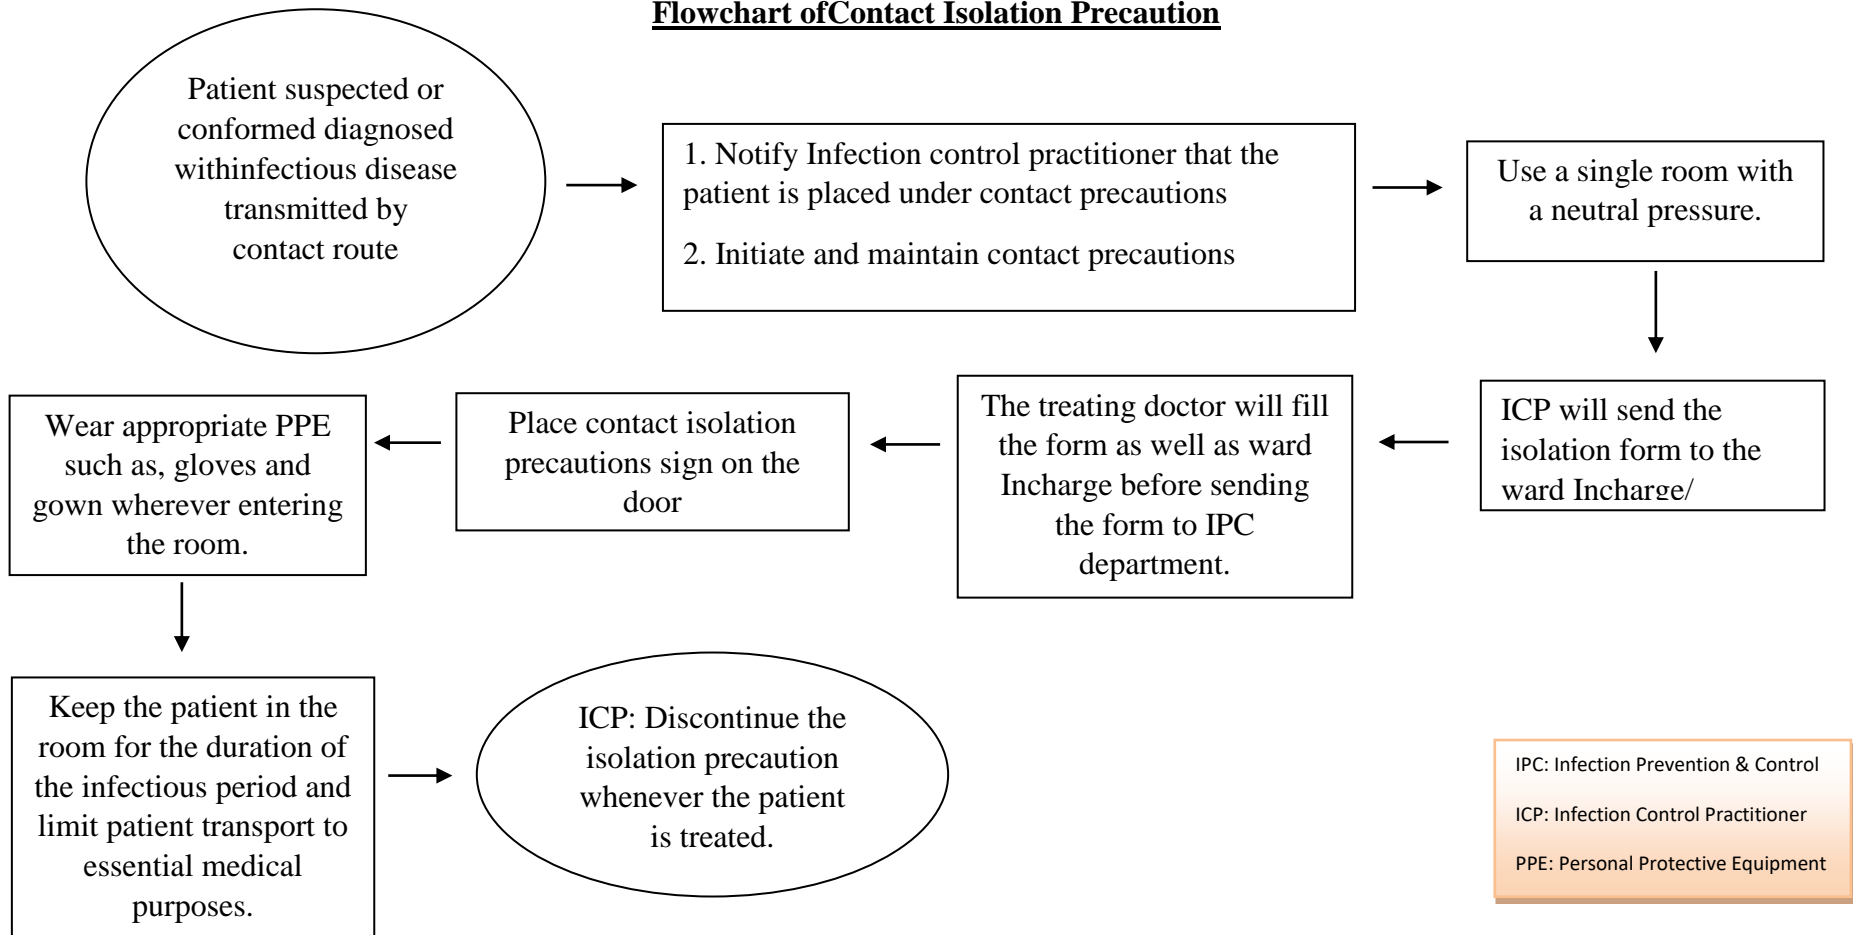 Flowchart ofContact Isolation Precaution
Patient suspected or
conformed diagnosed
withinfectious disease
transmitted by
contact route
1. Notify Infection control practitioner that the
patient is placed under contact precautions
2. Initiate and maintain contact precautions
Use a single room with
a neutral pressure.
ICP will send the
isolation form to the
ward Incharge/
The treating doctor will fill
the form as well as ward
Incharge before sending
the form to IPC
department.
Place contact isolation
precautions sign on the
door
Wear appropriate PPE
such as, gloves and
gown wherever entering
the room.
Keep the patient in the
room for the duration of
the infectious period and
limit patient transport to
essential medical
purposes.
ICP: Discontinue the
isolation precaution
whenever the patient
is treated.
IPC: Infection Prevention & Control
ICP: Infection Control Practitioner
PPE: Personal Protective Equipment